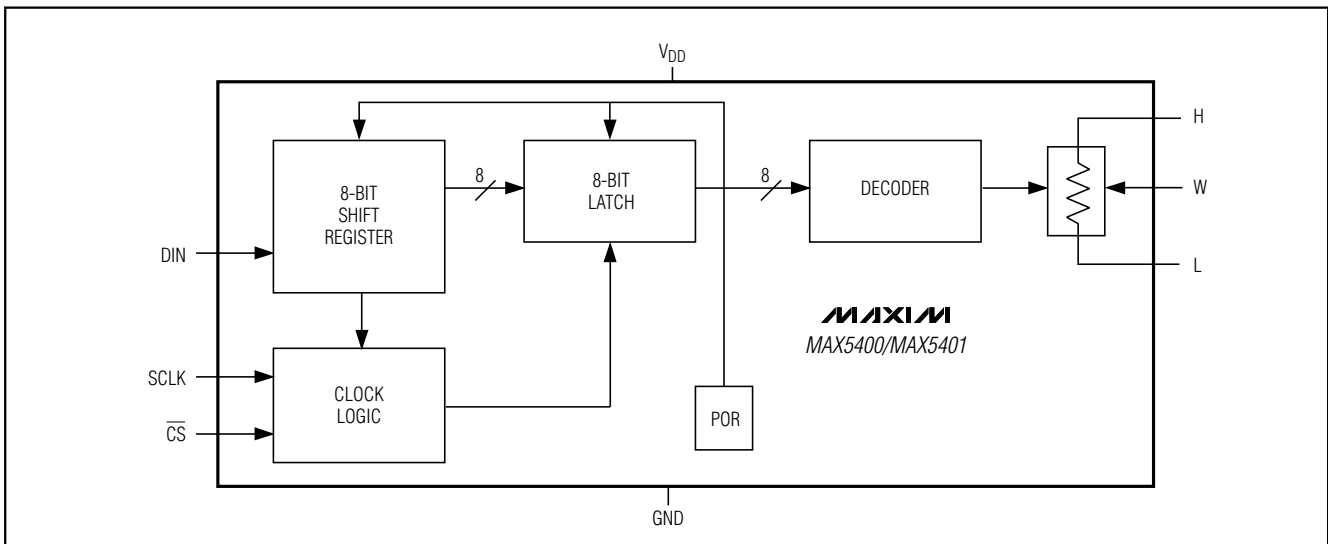 VDD
H
8-BIT
SHIFT
REGISTER
8
8-BIT
LATCH
8
DECODER
W
DIN
L
MAXIM
MAX5400/MAX5401
SCLK
CLOCK
LOGIC
CS
POR
GND